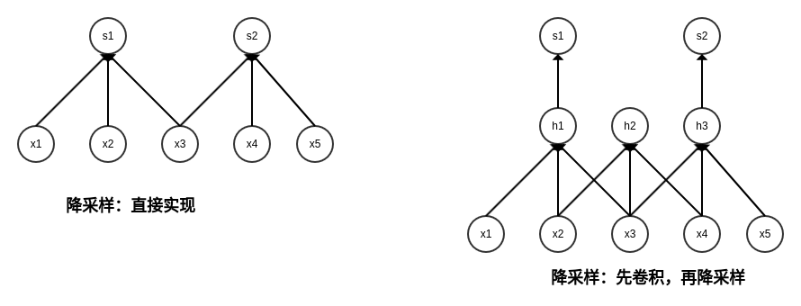 s1 s2
x1 x2 x3 x4 x5
降采样：直接实现
s1 s2
h1 h2 h3
x1 x2 x3 x4 x5
降采样：先卷积，再降采样